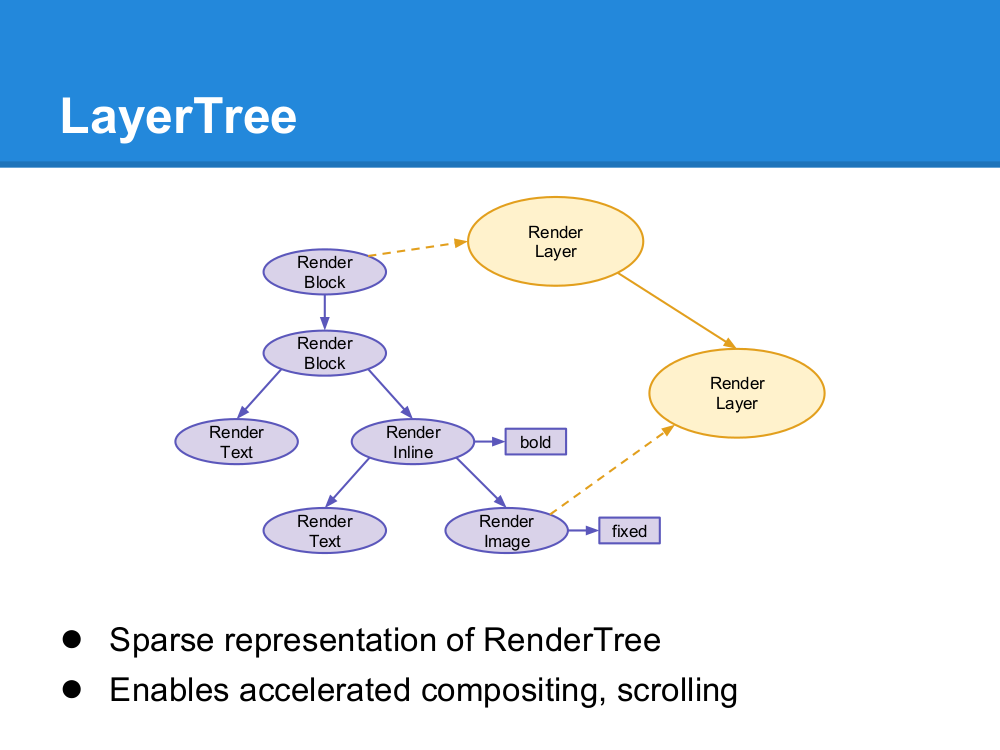 LayerTree
Render
Layer
Render
Block
Render
Block
Render
Layer
Render
Text
Render
Inline
bold
Render
Text
Render
Image
fixed
● Sparse representation of RenderTree
● Enables accelerated compositing, scrolling